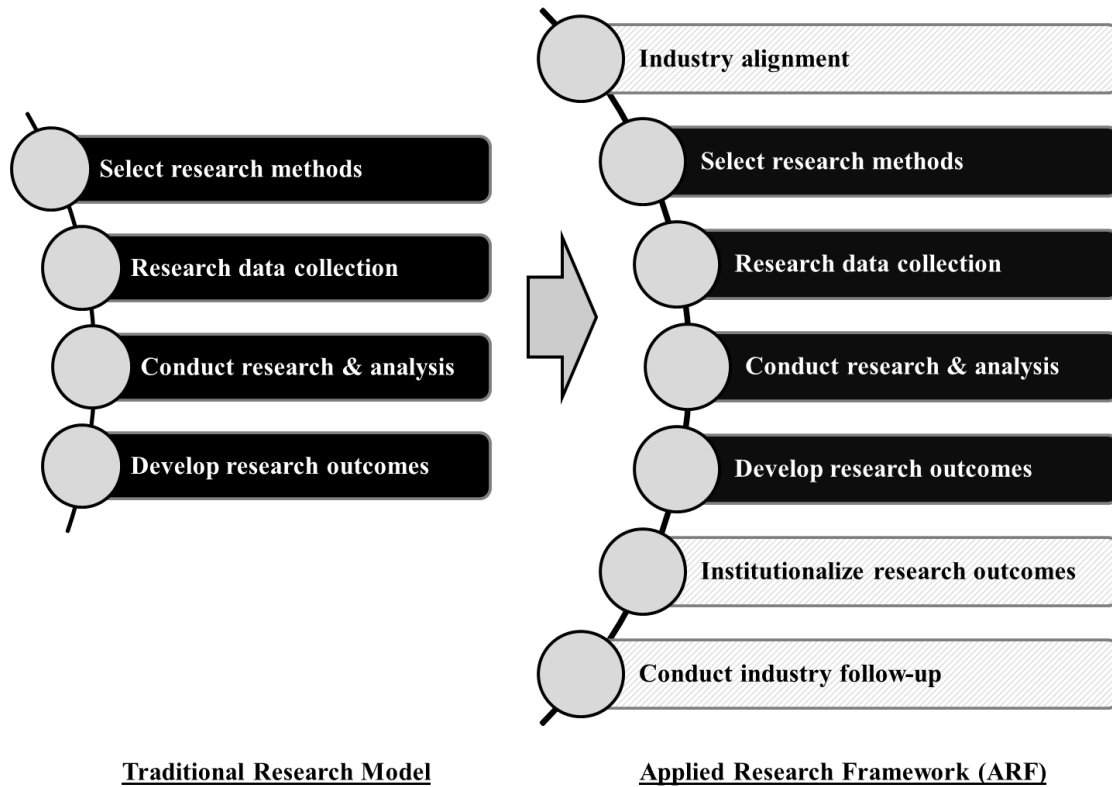 Select research methods
Research data collection
Conduct research & analysis
Develop research outcomes
Traditional Research Model
Industry alignment
Select research methods
Research data collection
Conduct research & analysis
Develop research outcomes
Institutionalize research outcomes
Conduct industry follow-up
Applied Research Framework (ARF)